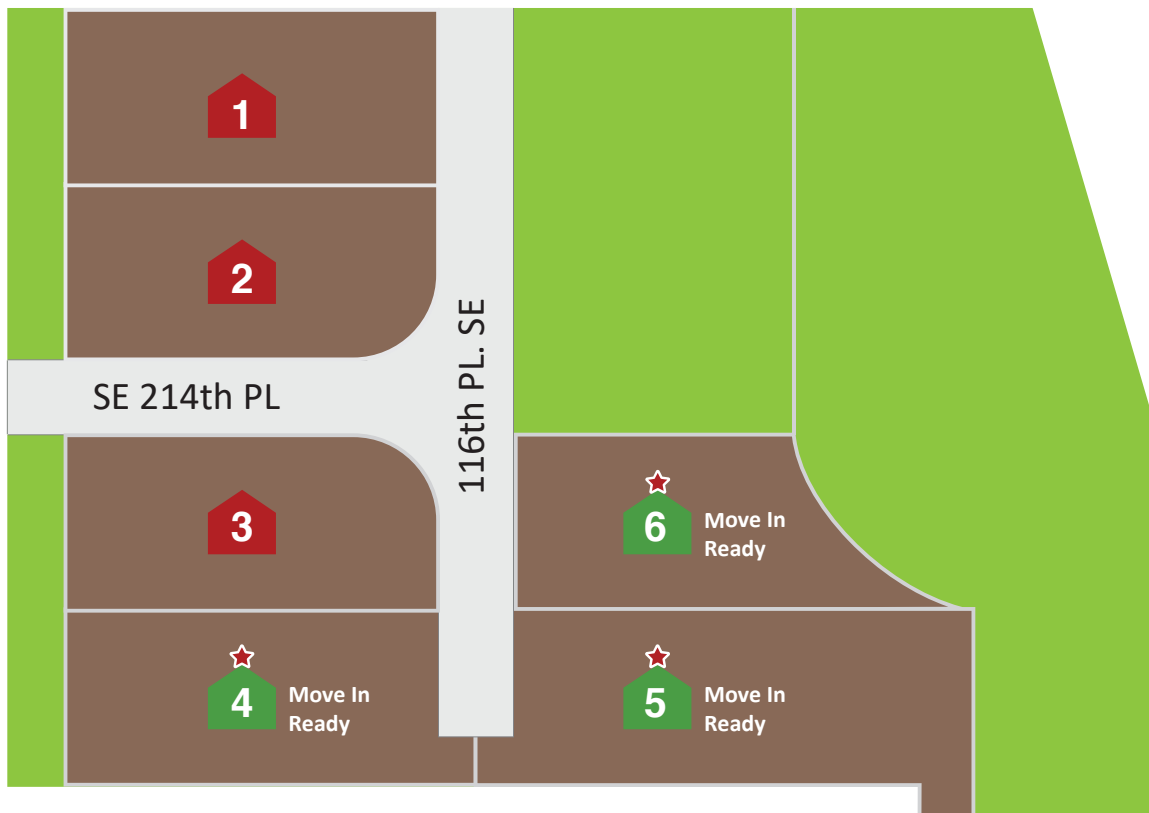 1
2
SE 214th PL
116th PL. SE
3
6
Move In
Ready
4
Move In
Ready
5
Move In
Ready